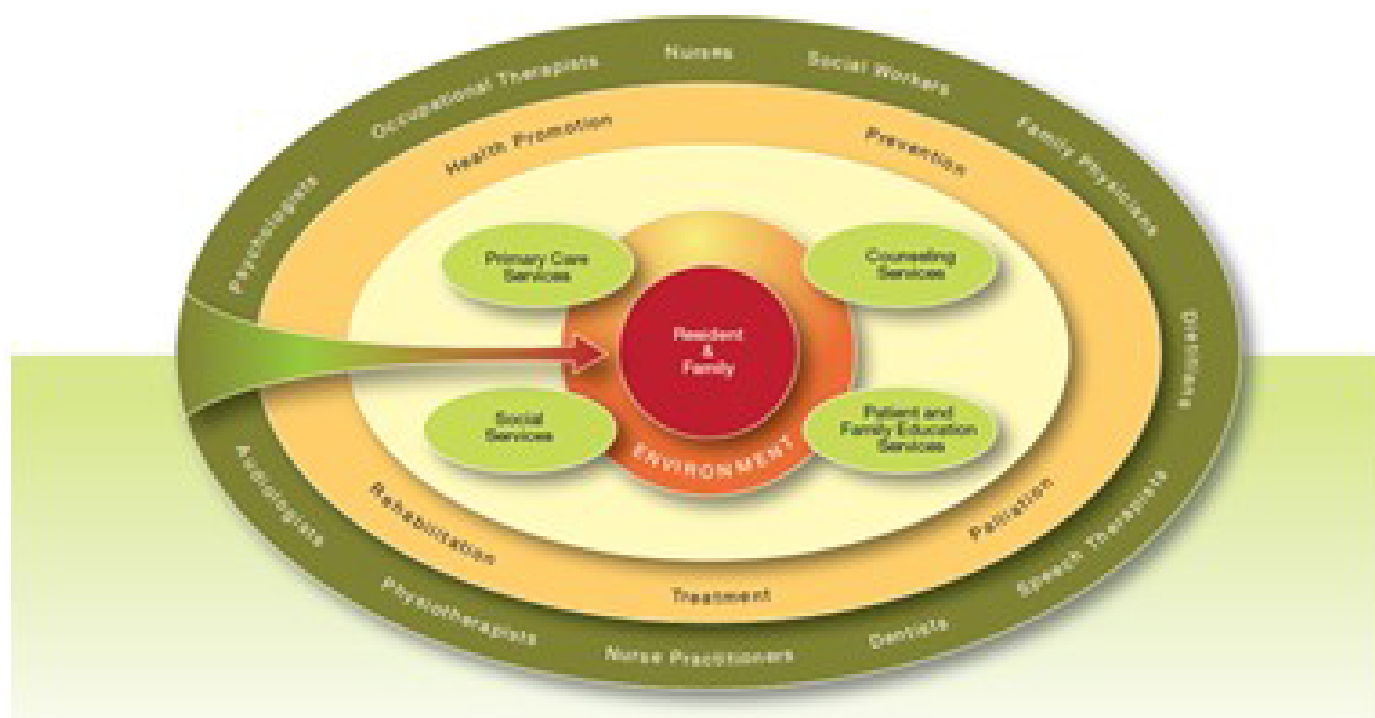 Nurses
Social Workers
Family Physicians
Dietitians
Speech Therapists
Dentists
Nurse Practitioners
Physiotherapists
Audiologists
Psychologists
Occupational Therapists
Health Promotion
Prevention
Palliation
Treatment
Rehabilitation
Primary Care
Services
Counseling
Services
Resident
&
Family
Social
Services
Patient and
Family Education
Services
ENVIRONMENT